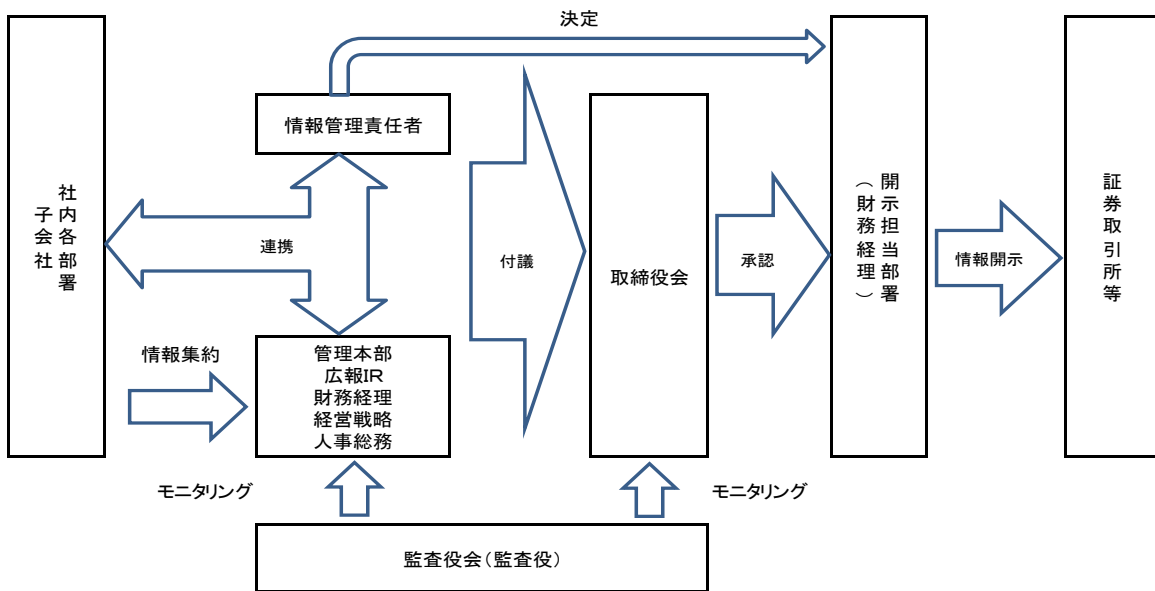 決定
情報管理責任者
社内各部署
子会社
連携
付議
取締役会
承認
開示担当部署
(財務経理)
情報開示
証券取引所等
情報集約
管理本部
広報IR
財務経理
経営戦略
人事総務
モニタリング
モニタリング
監査役会(監査役)